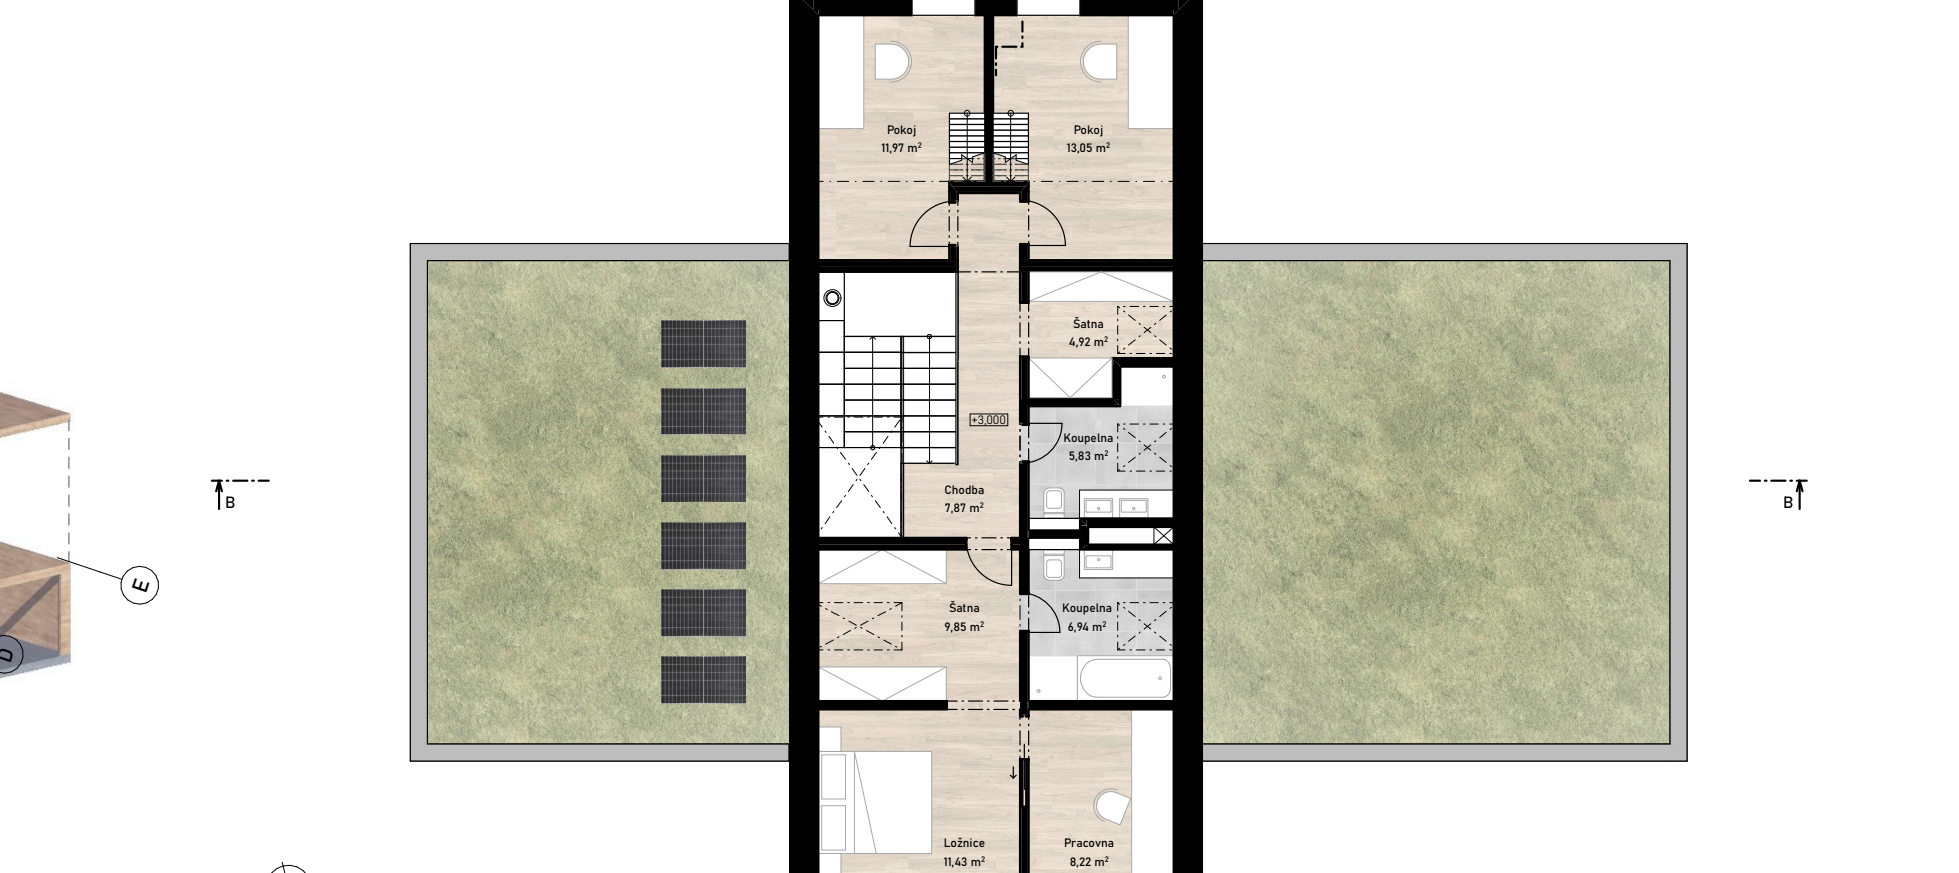 Pokoj
11,97 m²
Pokoj
13,05 m²
Šatna
4,92 m²
+3,000
Koupelna
5,83 m²
Chodba
7,87 m²
B
B
E
D
Šatna
9,85 m²
Koupelna
6,94 m²
Ložnice
11,43 m²
Pracovna
8,22 m²